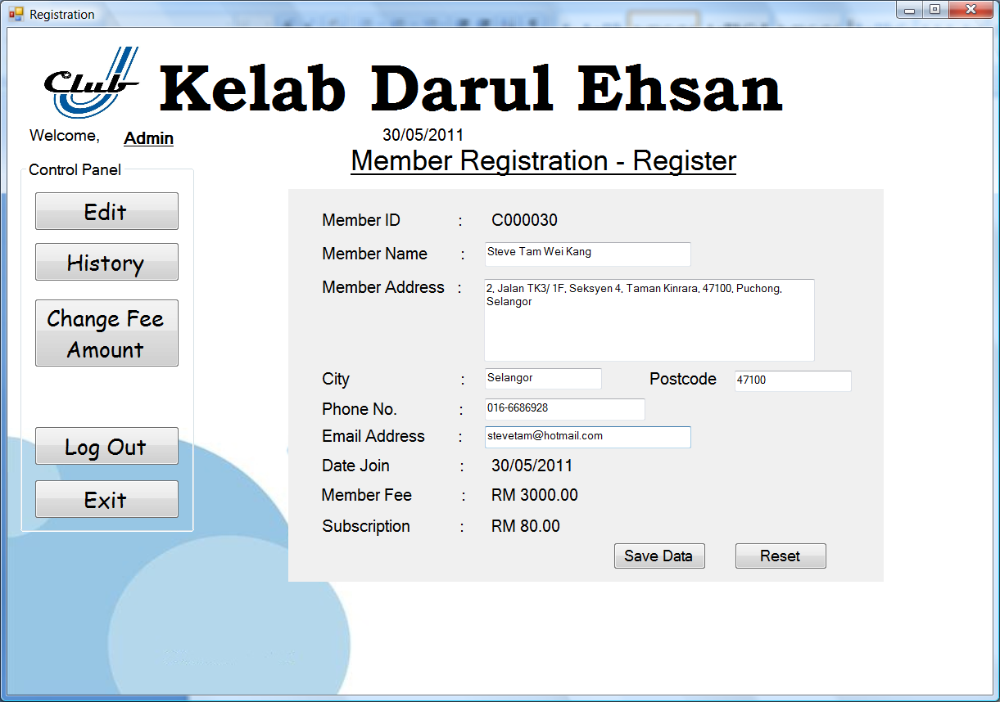 Registration
Club
Kelab Darul Ehsan
Welcome, Admin
30/05/2011
Member Registration - Register
Control Panel
Edit
History
Change Fee
Amount
Log Out
Exit
Member ID : C000030
Member Name : Steve Tam Wei Kang
Member Address : 2, Jalan TK3/ 1F, Seksyen 4, Taman Kinrara, 47100, Puchong,
Selangor
City : Selangor Postcode 47100
Phone No. : 016-6686928
Email Address : stevetam@hotmail.com
Date Join : 30/05/2011
Member Fee : RM 3000.00
Subscription : RM 80.00
Save Data Reset